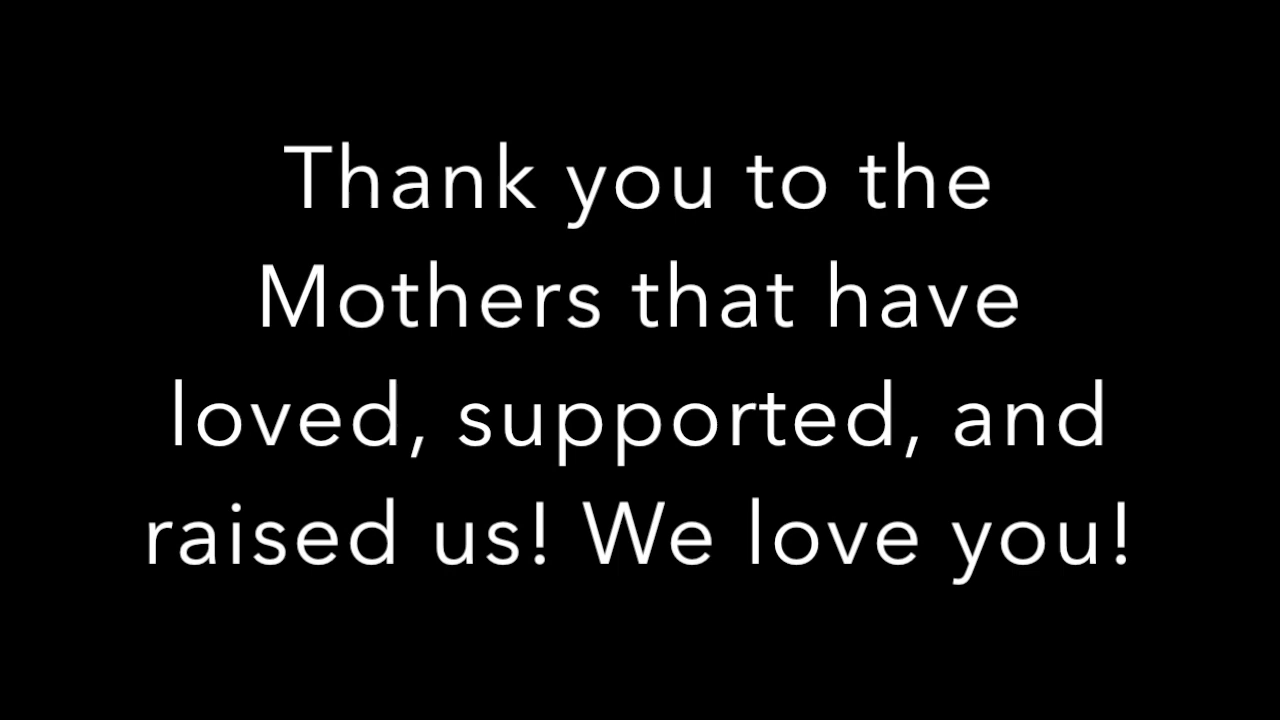 Thank you to the
Mothers that have
loved, supported, and
raised us! We love you!